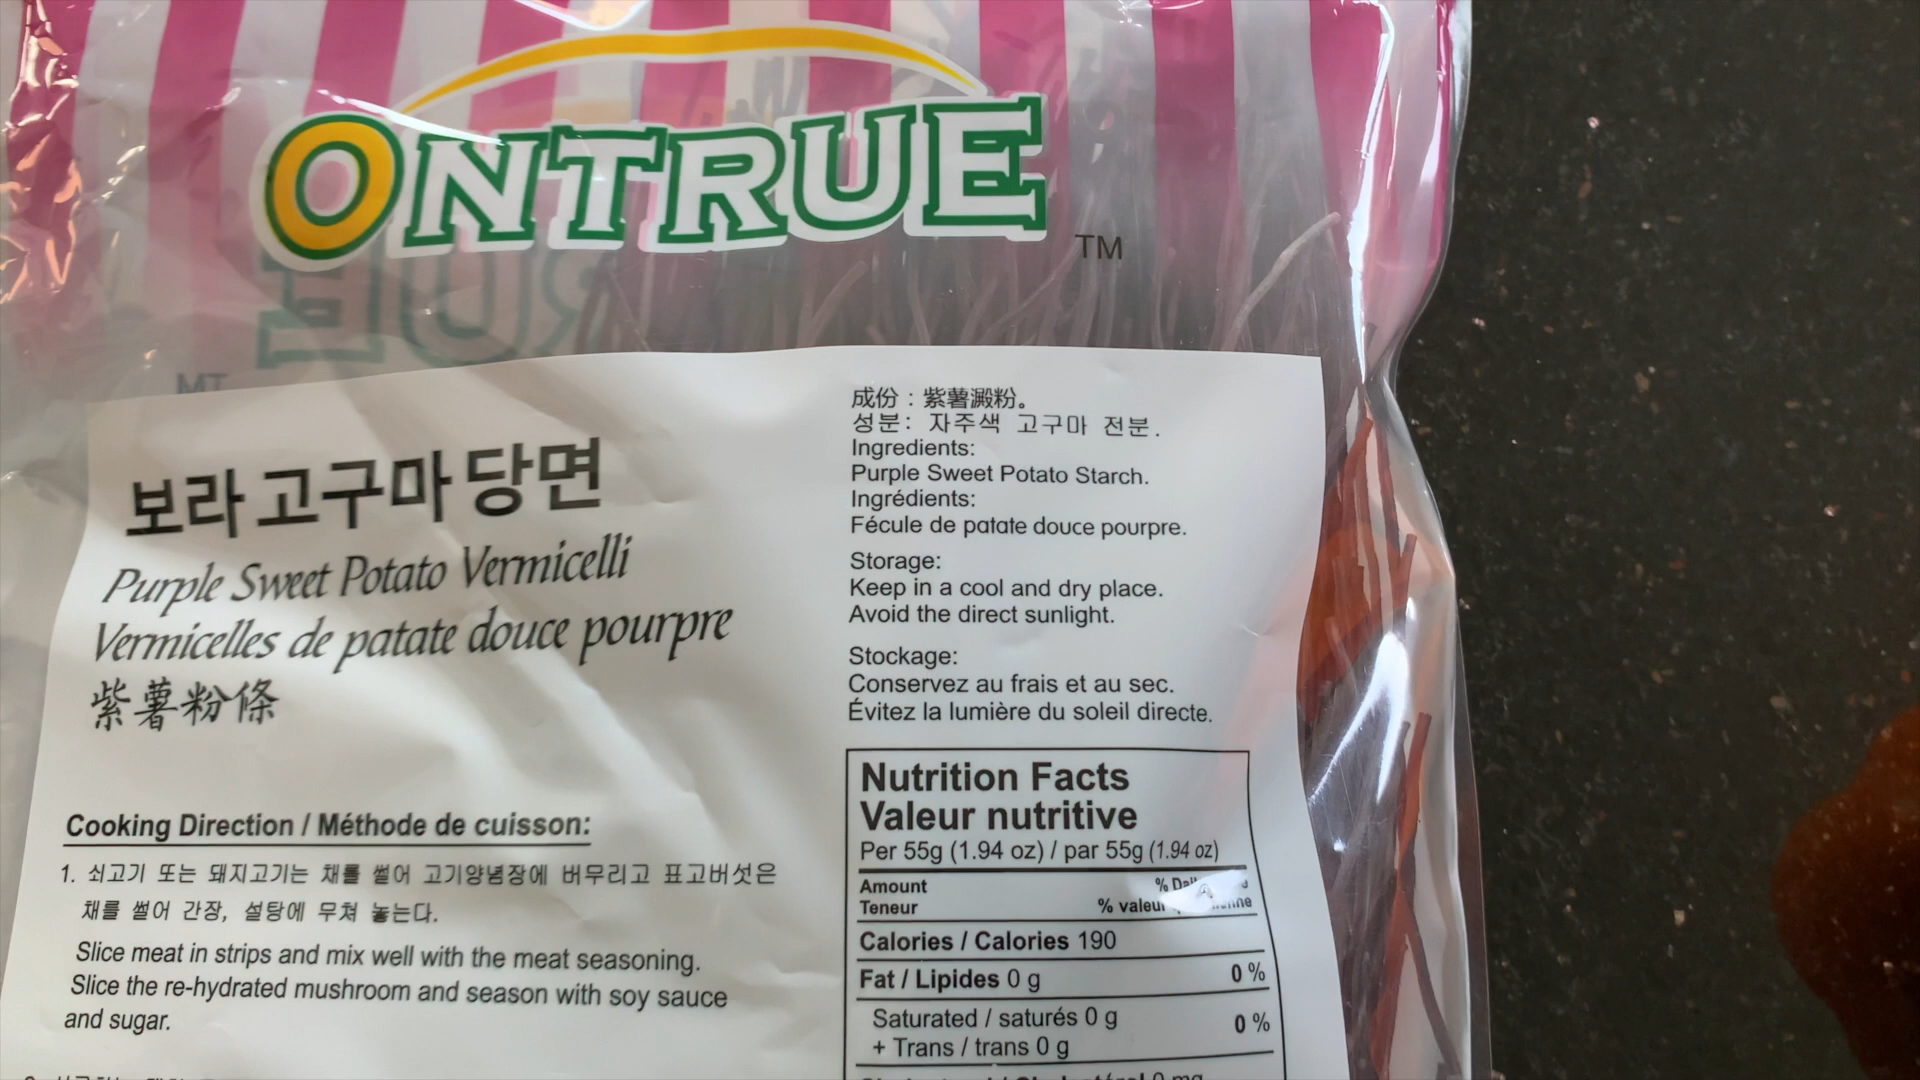 ONTRUE
TM
보라 고구마 당면
Purple Sweet Potato Vermicelli
Vermicelles de patate douce pourpre
紫薯粉條
Cooking Direction / Méthode de cuisson:
1. 쇠고기 또는 돼지고기는 채를 썰어 고기양념장에 버무리고 표고버섯은
채를 썰어 간장, 설탕에 무쳐 놓는다.
Slice meat in strips and mix well with the meat seasoning.
Slice the re-hydrated mushroom and season with soy sauce
and sugar.
成份：紫薯澱粉。
성분: 자주색 고구마 전분.
Ingredients:
Purple Sweet Potato Starch.
Ingrédients:
Fécule de patate douce pourpre.
Storage:
Keep in a cool and dry place.
Avoid the direct sunlight.
Stockage:
Conservez au frais et au sec.
Évitez la lumière du soleil directe.
Nutrition Facts
Valeur nutritive
Per 55g (1.94 oz) / par 55g (1.94 oz)
Amount
Teneur
%
% valeur
Calories / Calories 190
Fat / Lipides 0 g 0 %
Saturated / saturés 0 g
+ Trans / trans 0 g
0 %